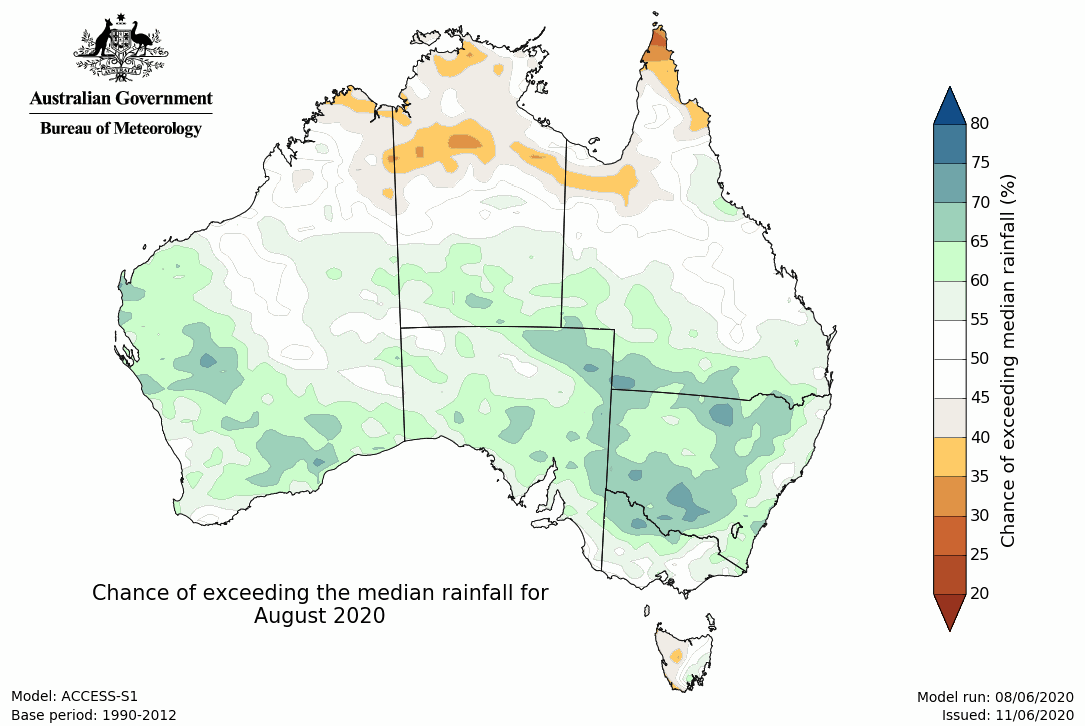 AUSTRALIA
Australian Government
Bureau of Meteorology
80
75
70
65
60
55
50
45
40
35
30
25
20
Chance of exceeding median rainfall (%)
Chance of exceeding the median rainfall for
August 2020
Model: ACCESS-S1
Base period: 1990-2012
Model run: 08/06/2020
Issued: 11/06/2020